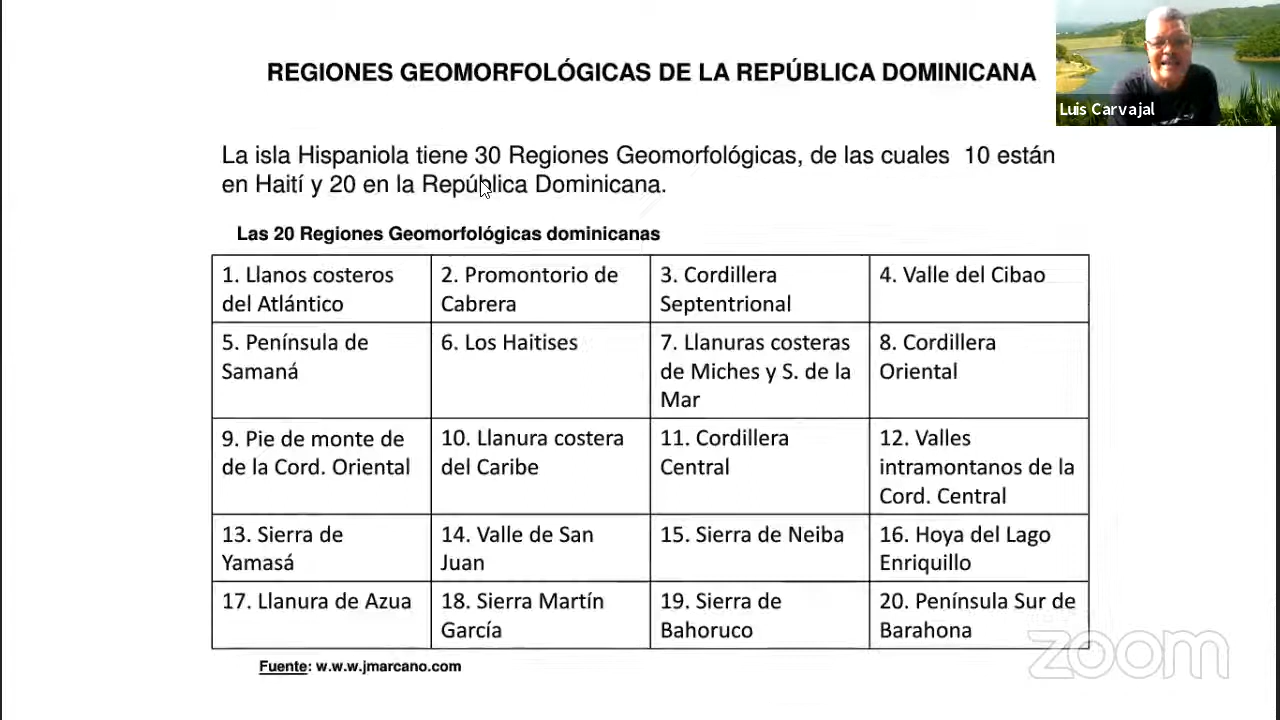 REGIONES GEOMORFOLÓGICAS DE LA REPÚBLICA DOMINICANA
Luis Carvajal
La isla Hispaniola tiene 30 Regiones Geomorfológicas, de las cuales 10 están
en Haití y 20 en la República Dominicana.
Las 20 Regiones Geomorfológicas dominicanas
1. Llanos costeros
del Atlántico
2. Promontorio de
Cabrera
3. Cordillera
Septentrional
4. Valle del Cibao
5. Península de
Samaná
6. Los Haitises
7. Llanuras costeras
de Miches y S. de la
Mar
8. Cordillera
Oriental
9. Pie de monte de
de la Cord. Oriental
10. Llanura costera
del Caribe
11. Cordillera
Central
12. Valles
intramontanos de la
Cord. Central
13. Sierra de
Yamasá
14. Valle de San
Juan
15. Sierra de Neiba
16. Hoya del Lago
Enriquillo
17. Llanura de Azua
18. Sierra Martín
García
19. Sierra de
Bahoruco
20. Península Sur de
Barahona
Fuente: w.w.w.jmarcano.com
zoom